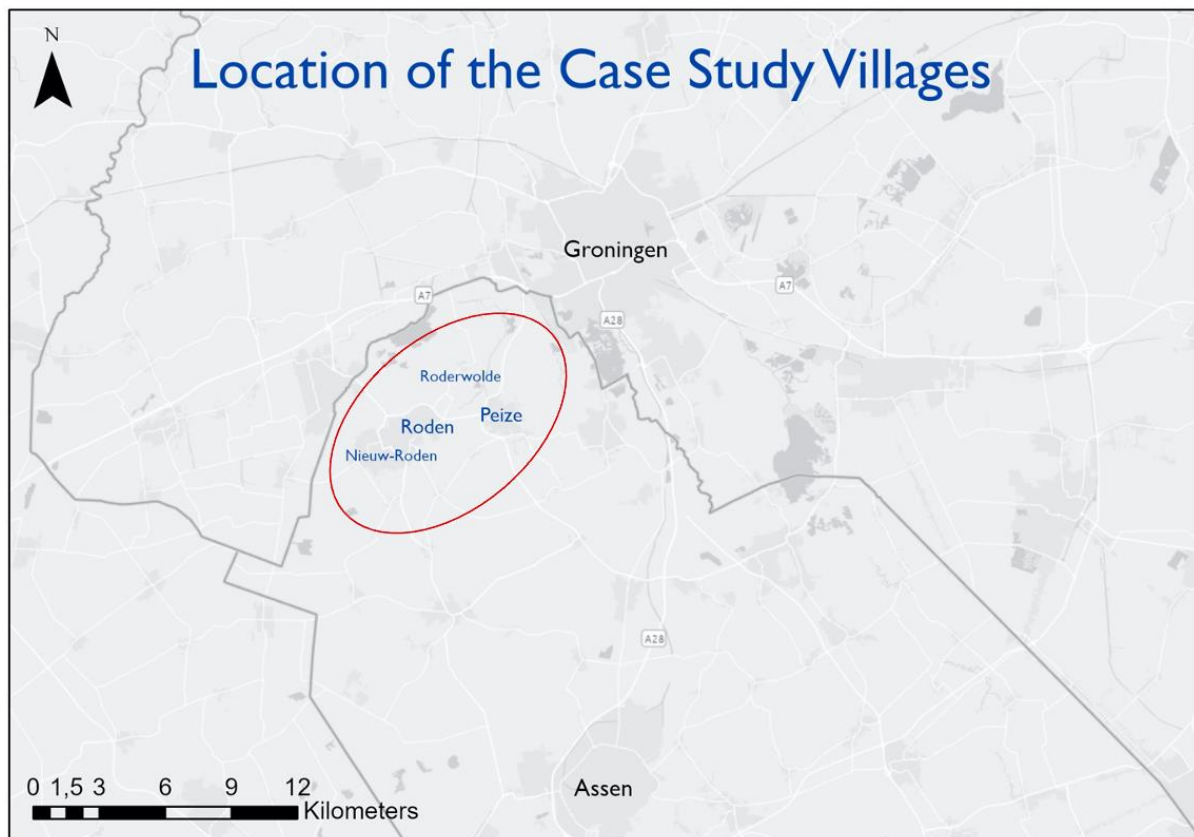 N
Location of the Case Study Villages
Groningen
A7
A7
A28
Roderwolde
Peize
Roden
Nieuw-Roden
A28
Assen
0 1,5 3 6 9 12
Kilometers